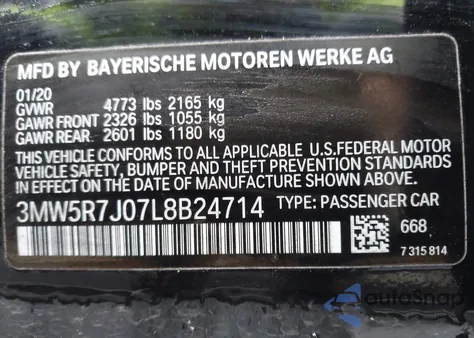 MFD BY BAYERISCHE MOTOREN WERKE AG
01/20
GVWR 4773 lbs 2165 kg
GAWR FRONT 2326 lbs 1055 kg
GAWR REAR 2601 lbs 1180 kg
THIS VEHICLE CONFORMS TO ALL APPLICABLE U.S.FEDERAL MOTOR
VEHICLE SAFETY, BUMPER AND THEFT PREVENTION STANDARDS
IN EFFECT ON THE DATE OF MANUFACTURE SHOWN ABOVE.
3MW5R7J07L8B24714 TYPE: PASSENGER CAR
668
7 315 814
autoSnap